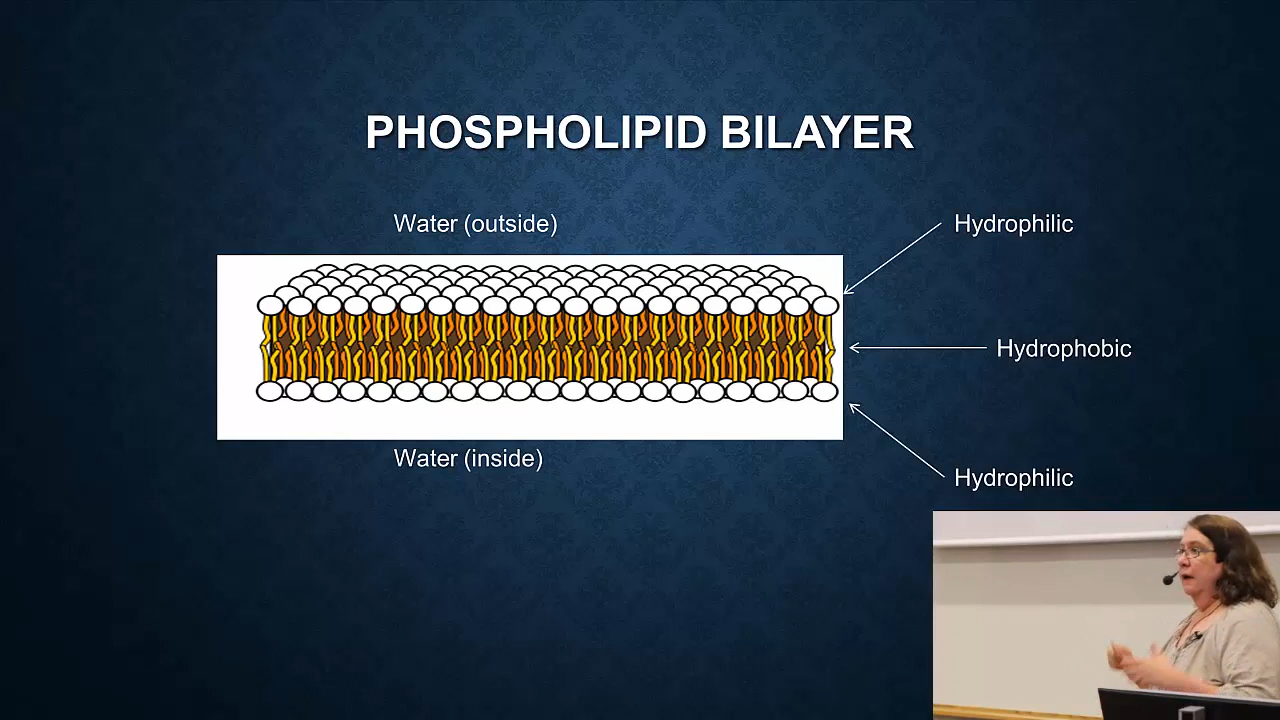 PHOSPHOLIPID BILAYER
Water (outside)
Hydrophilic
Hydrophobic
Water (inside)
Hydrophilic